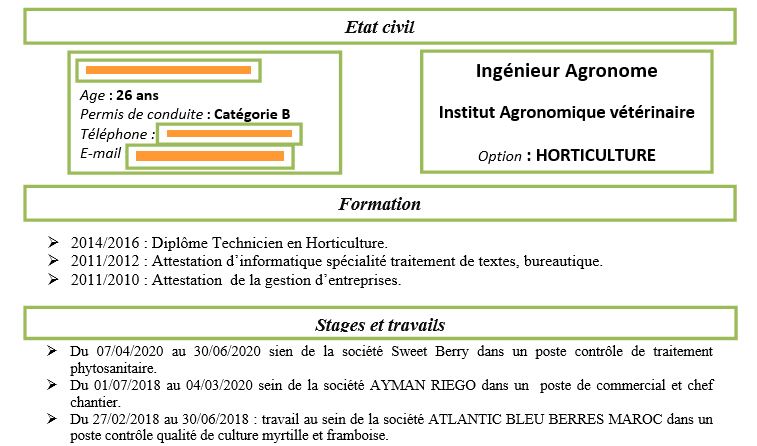 Etat civil
Age : 26 ans
Permis de conduite : Catégorie B
Téléphone :
E-mail
Ingénieur Agronome
Institut Agronomique vétérinaire
Option : HORTICULTURE
Formation
2014/2016 : Diplôme Technicien en Horticulture.
2011/2012 : Attestation d’informatique spécialité traitement de textes, bureautique.
2011/2010 : Attestation de la gestion d’entreprises.
Stages et travails
Du 07/04/2020 au 30/06/2020 sien de la société Sweet Berry dans un poste contrôle de traitement
phytosanitaire.
Du 01/07/2018 au 04/03/2020 sein de la société AYMAN RIEGO dans un poste de commercial et chef
chantier.
Du 27/02/2018 au 30/06/2018 : travail au sein de la société ATLANTIC BLEU BERRES MAROC dans un
poste contrôle qualité de culture myrtille et framboise.